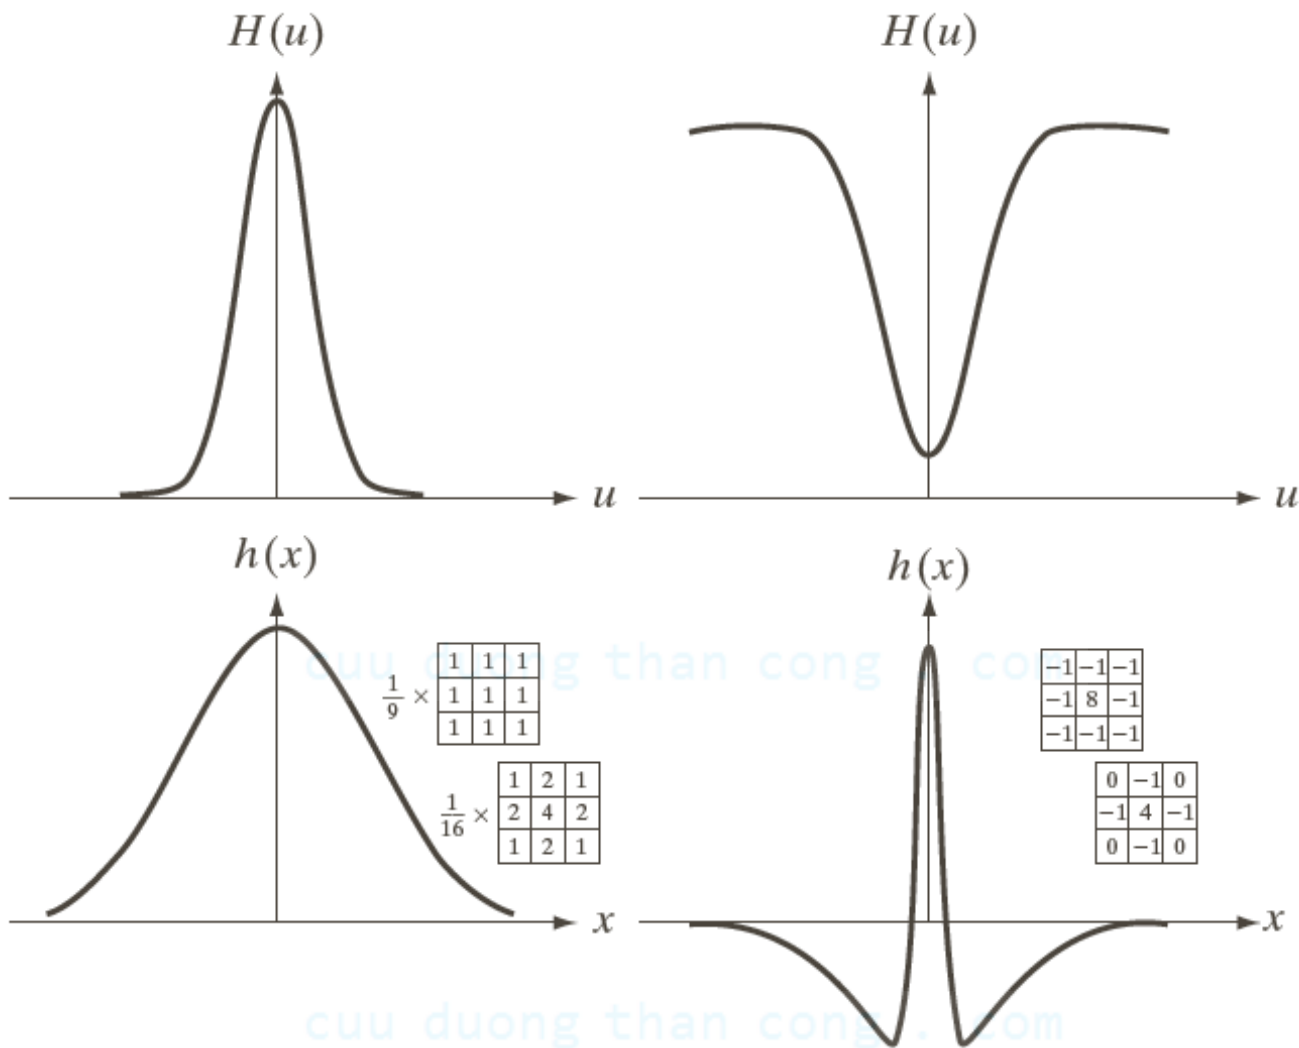 H(u) H(u)
u u
h(x) h(x)
cuu duong than cong . com
1/9 ×
1 1 1
1 1 1
1 1 1
1/16 ×
1 2 1
2 4 2
1 2 1
−1 −1 −1
−1 8 −1
−1 −1 −1
0 −1 0
−1 4 −1
0 −1 0
x x
cuu duong than cong . com